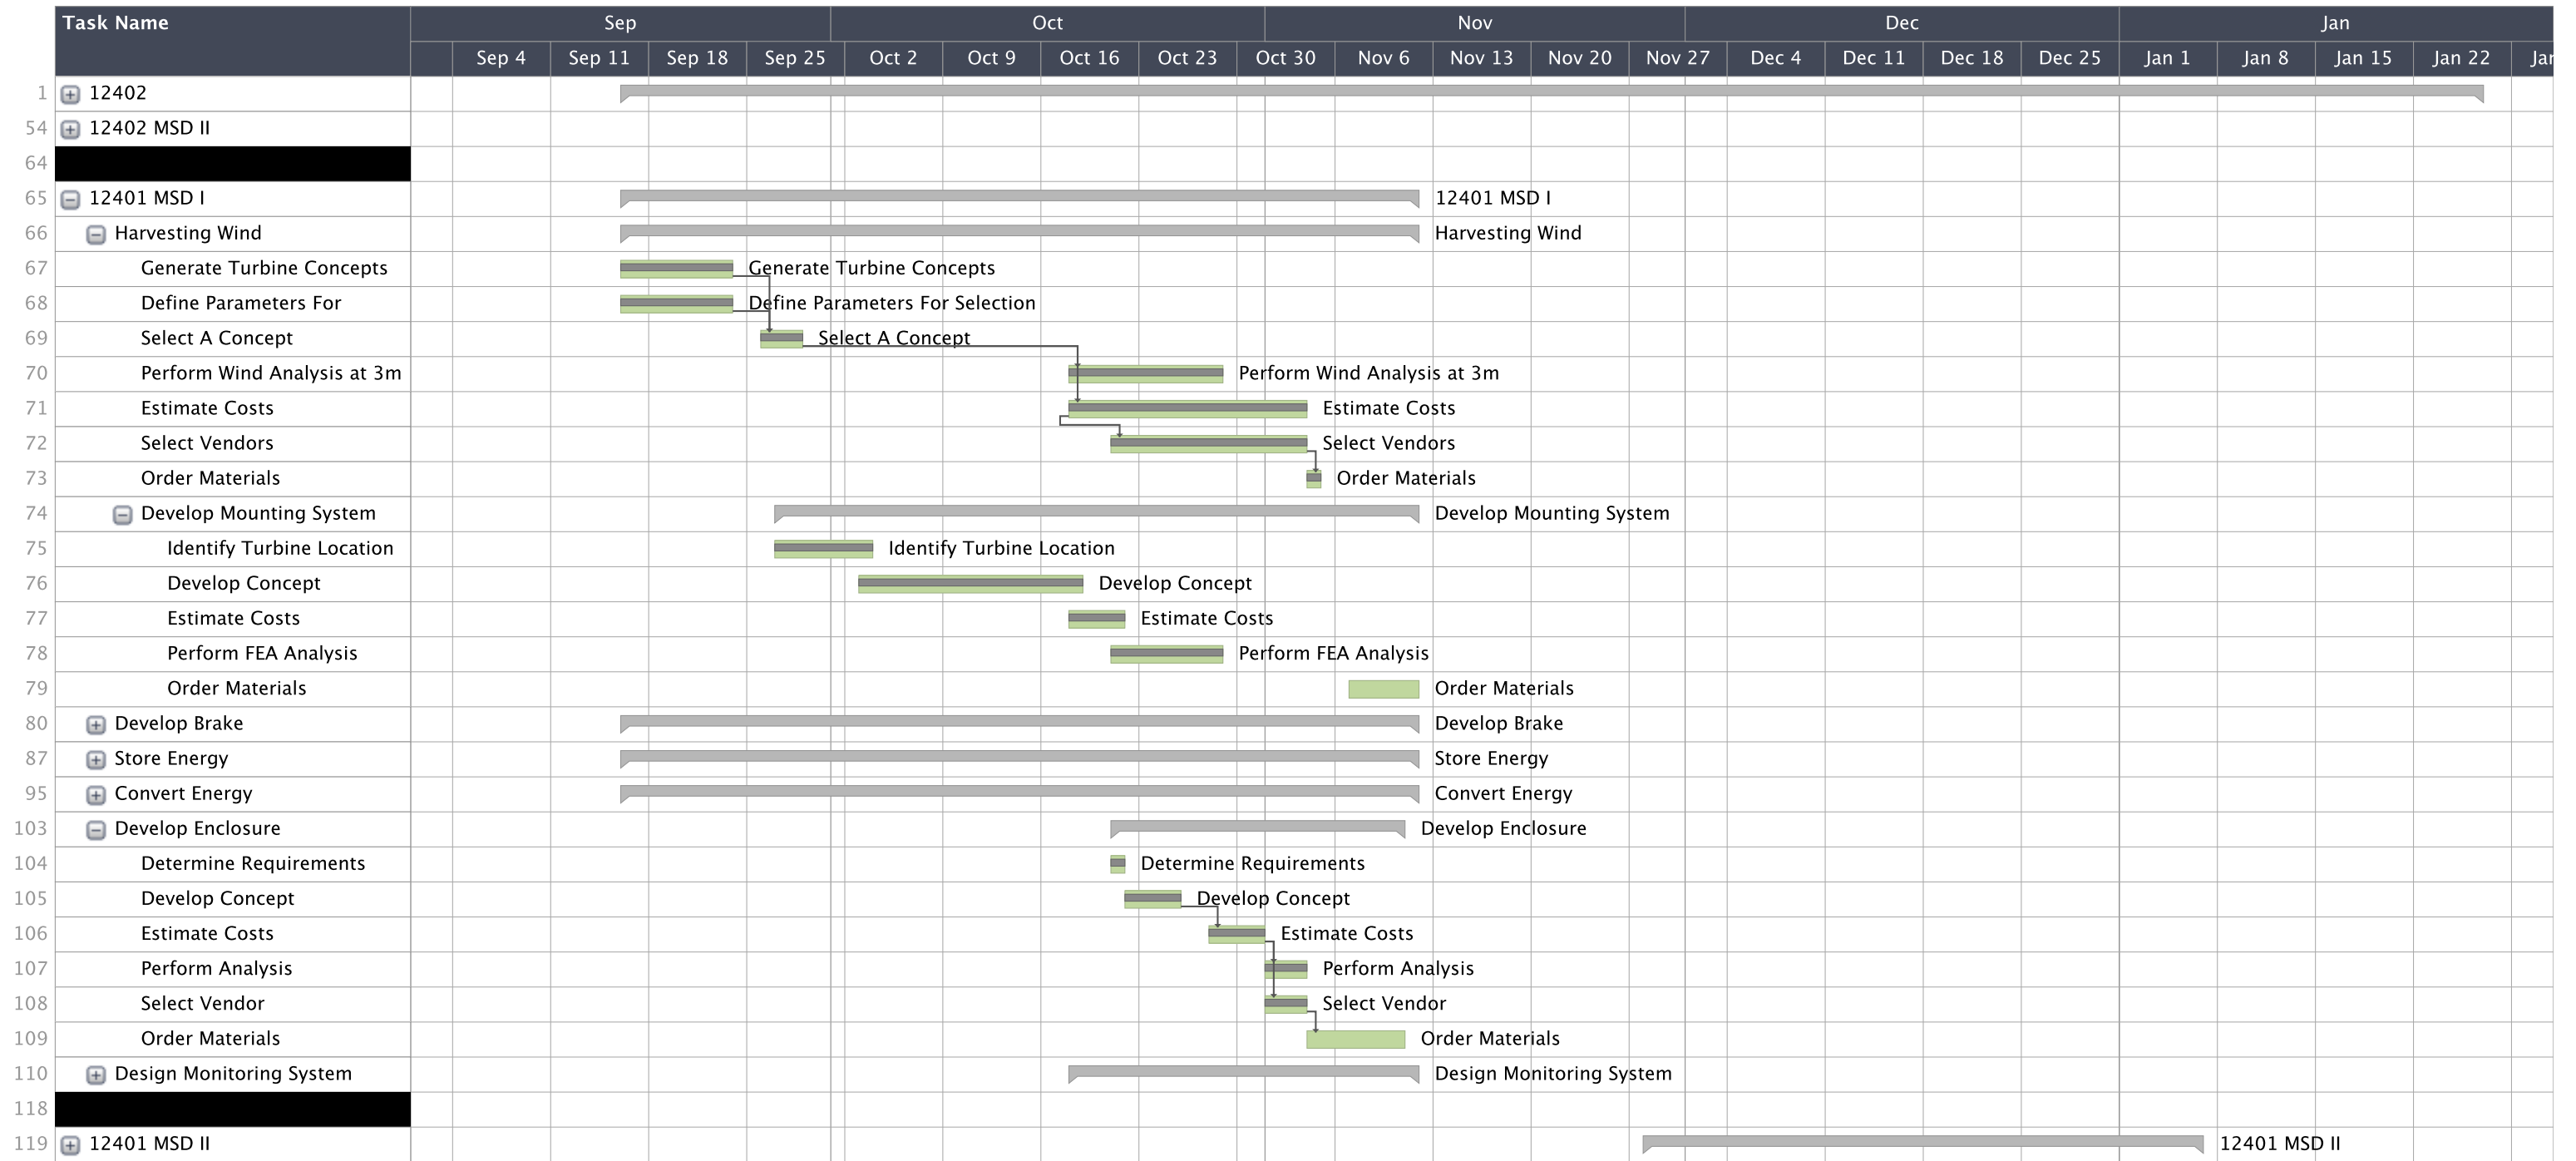 Task Name Sep Oct Nov Dec Jan
Sep 4 Sep 11 Sep 18 Sep 25 Oct 2 Oct 9 Oct 16 Oct 23 Oct 30 Nov 6 Nov 13 Nov 20 Nov 27 Dec 4 Dec 11 Dec 18 Dec 25 Jan 1 Jan 8 Jan 15 Jan 22
1 12402
54 12402 MSD II
64
65 12401 MSD I 12401 MSD I
66 Harvesting Wind Harvesting Wind
67 Generate Turbine Concepts Generate Turbine Concepts
68 Define Parameters For Define Parameters For Selection
69 Select A Concept Select A Concept
70 Perform Wind Analysis at 3m Perform Wind Analysis at 3m
71 Estimate Costs Estimate Costs
72 Select Vendors Select Vendors
73 Order Materials Order Materials
74 Develop Mounting System Develop Mounting System
75 Identify Turbine Location Identify Turbine Location
76 Develop Concept Develop Concept
77 Estimate Costs Estimate Costs
78 Perform FEA Analysis Perform FEA Analysis
79 Order Materials Order Materials
80 Develop Brake Develop Brake
87 Store Energy Store Energy
95 Convert Energy Convert Energy
103 Develop Enclosure Develop Enclosure
104 Determine Requirements Determine Requirements
105 Develop Concept Develop Concept
106 Estimate Costs Estimate Costs
107 Perform Analysis Perform Analysis
108 Select Vendor Select Vendor
109 Order Materials Order Materials
110 Design Monitoring System Design Monitoring System
118
119 12401 MSD II 12401 MSD II